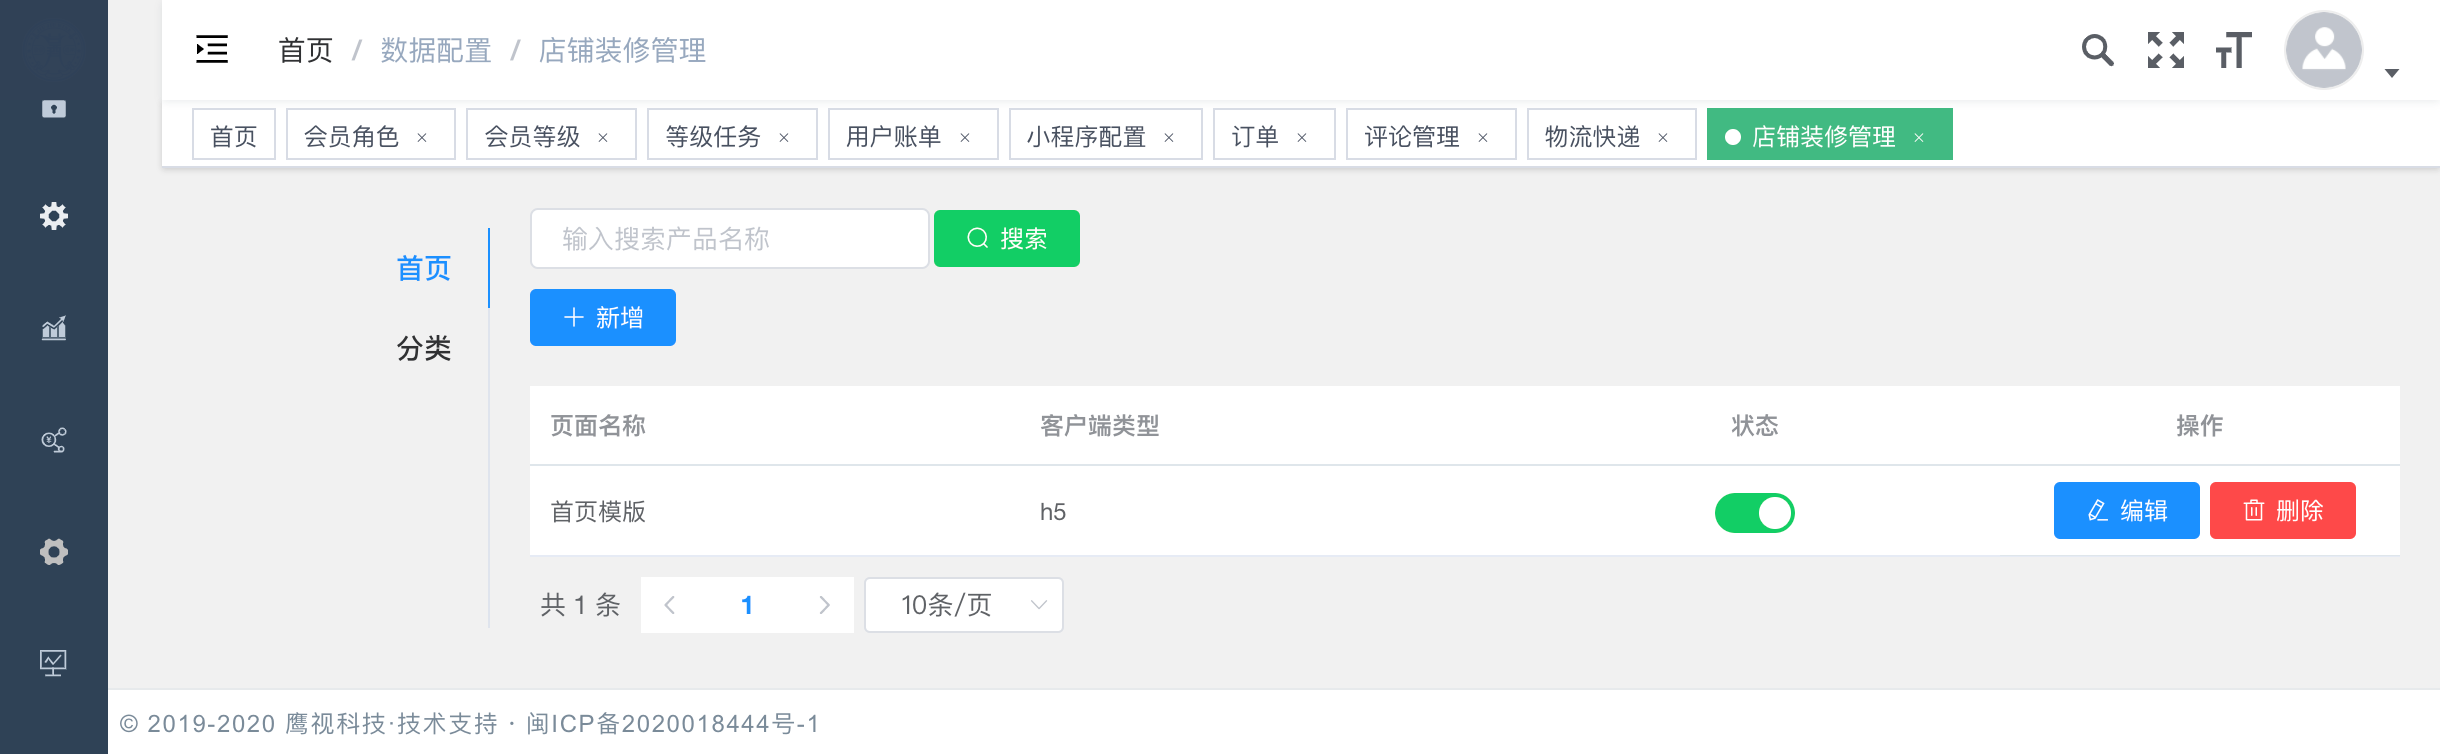 首页 / 数据配置 / 店铺装修管理
首页 会员角色 × 会员等级 × 等级任务 × 用户账单 × 小程序配置 × 订单 × 评论管理 × 物流快递 × 店铺装修管理 ×
首页
分类
输入搜索产品名称 搜索
+ 新增
页面名称 客户端类型 状态 操作
首页模版 h5 编辑 删除
共 1 条 < 1 > 10条/页
© 2019-2020 鹰视科技·技术支持 · 闽ICP备2020018444号-1